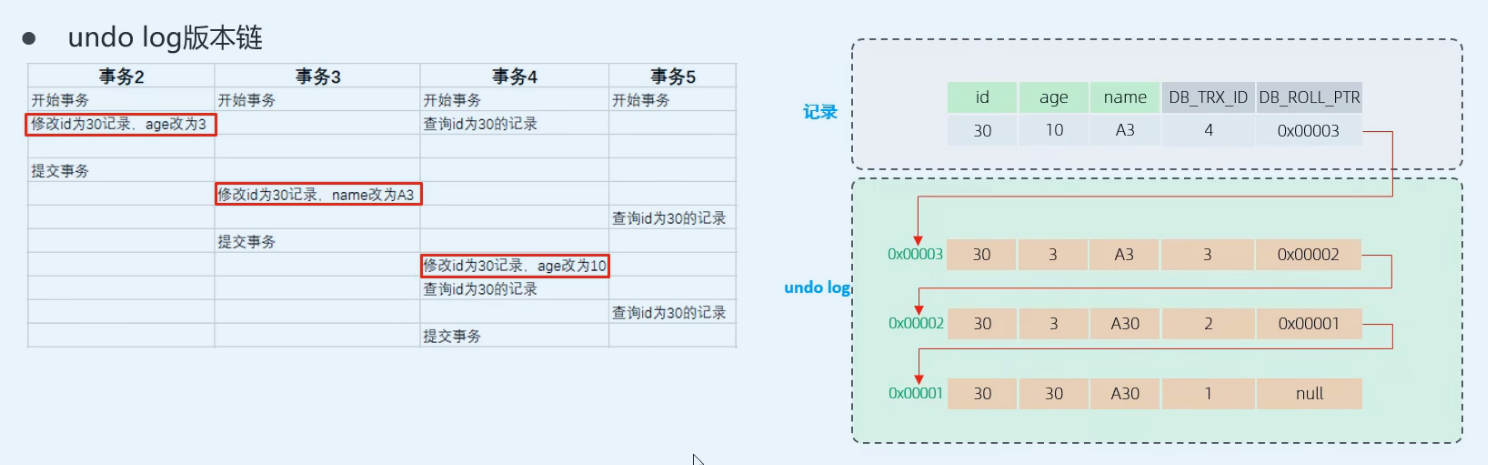 ● undo log版本链
事务2 事务3 事务4 事务5
开始事务 开始事务 开始事务 开始事务
修改id为30记录，age改为3 查询id为30的记录
提交事务
修改id为30记录，name改为A3
查询id为30的记录
提交事务
修改id为30记录，age改为10
查询id为30的记录
查询id为30的记录
提交事务
记录
id age name DB_TRX_ID DB_ROLL_PTR
30 10 A3 4 0x00003
undo log
0x00003 30 3 A3 3 0x00002
0x00002 30 3 A30 2 0x00001
0x00001 30 30 A30 1 null